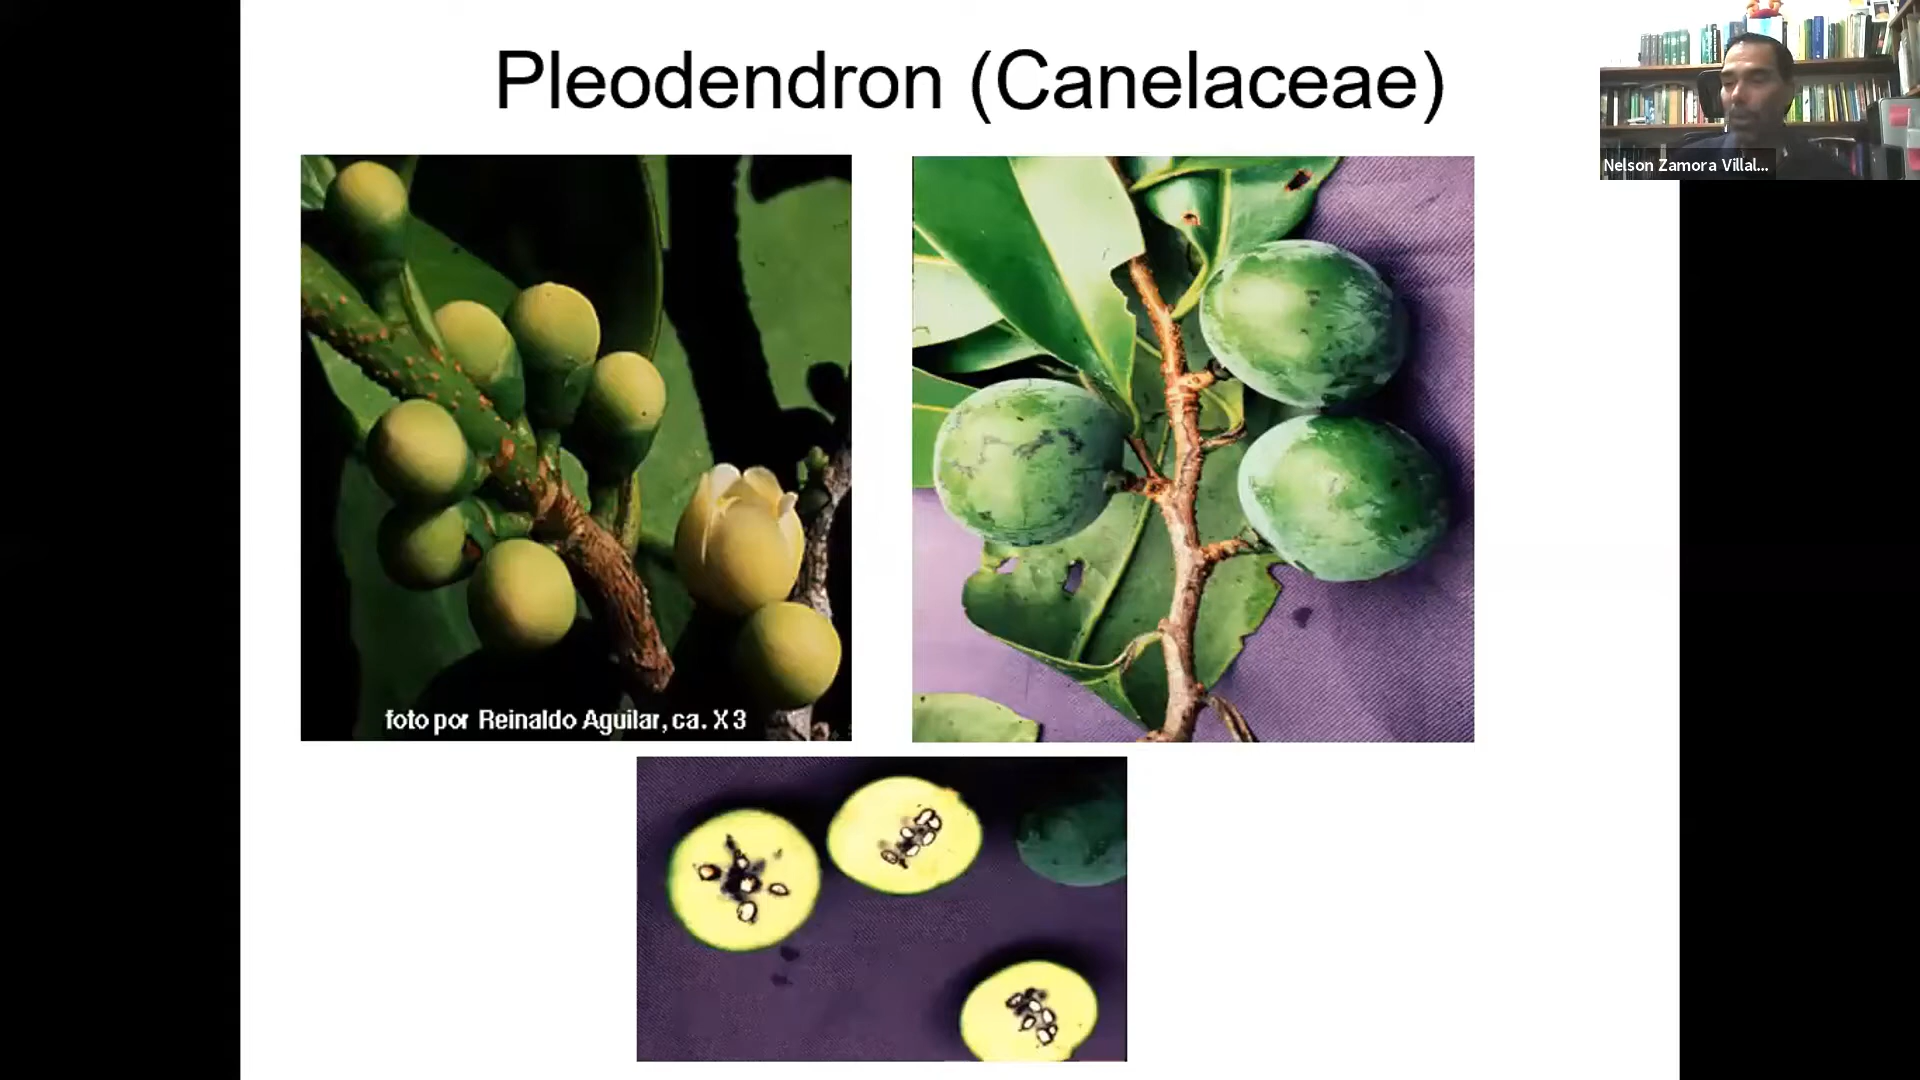 Pleodendron (Canelaceae)
Nelson Zamora Villal...
foto por Reinaldo Aguilar, ca. X 3